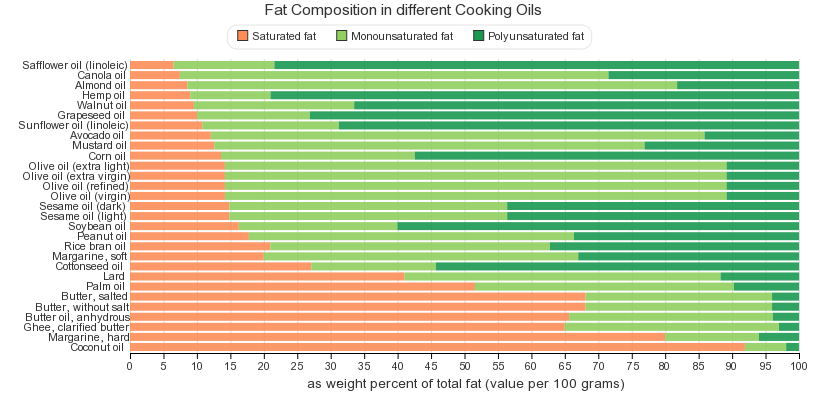 Fat Composition in different Cooking Oils
Saturated fat Monounsaturated fat Polyunsaturated fat
Safflower oil (linoleic)
Canola oil
Almond oil
Hemp oil
Walnut oil
Grapeseed oil
Sunflower oil (linoleic)
Avocado oil
Mustard oil
Corn oil
Olive oil (extra light)
Olive oil (extra virgin)
Olive oil (refined)
Olive oil (virgin)
Sesame oil (dark)
Sesame oil (light)
Soybean oil
Peanut oil
Rice bran oil
Margarine, soft
Cottonseed oil
Lard
Palm oil
Butter, salted
Butter, without salt
Butter oil, anhydrous
Ghee, clarified butter
Margarine, hard
Coconut oil
0 5 10 15 20 25 30 35 40 45 50 55 60 65 70 75 80 85 90 95 100
as weight percent of total fat (value per 100 grams)